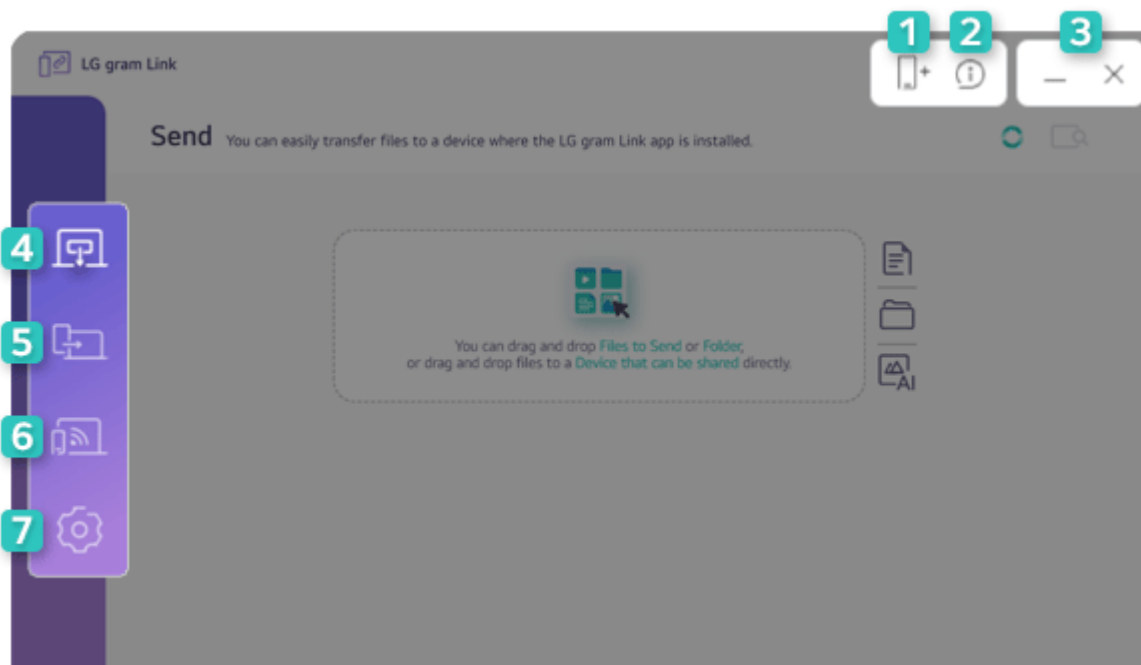 1 2 3
LG gram Link
Send You can easily transfer files to a device where the LG gram Link app is installed.
4
5
6
7
You can drag and drop Files to Send or Folder,
or drag and drop files to a Device that can be shared directly.
AI